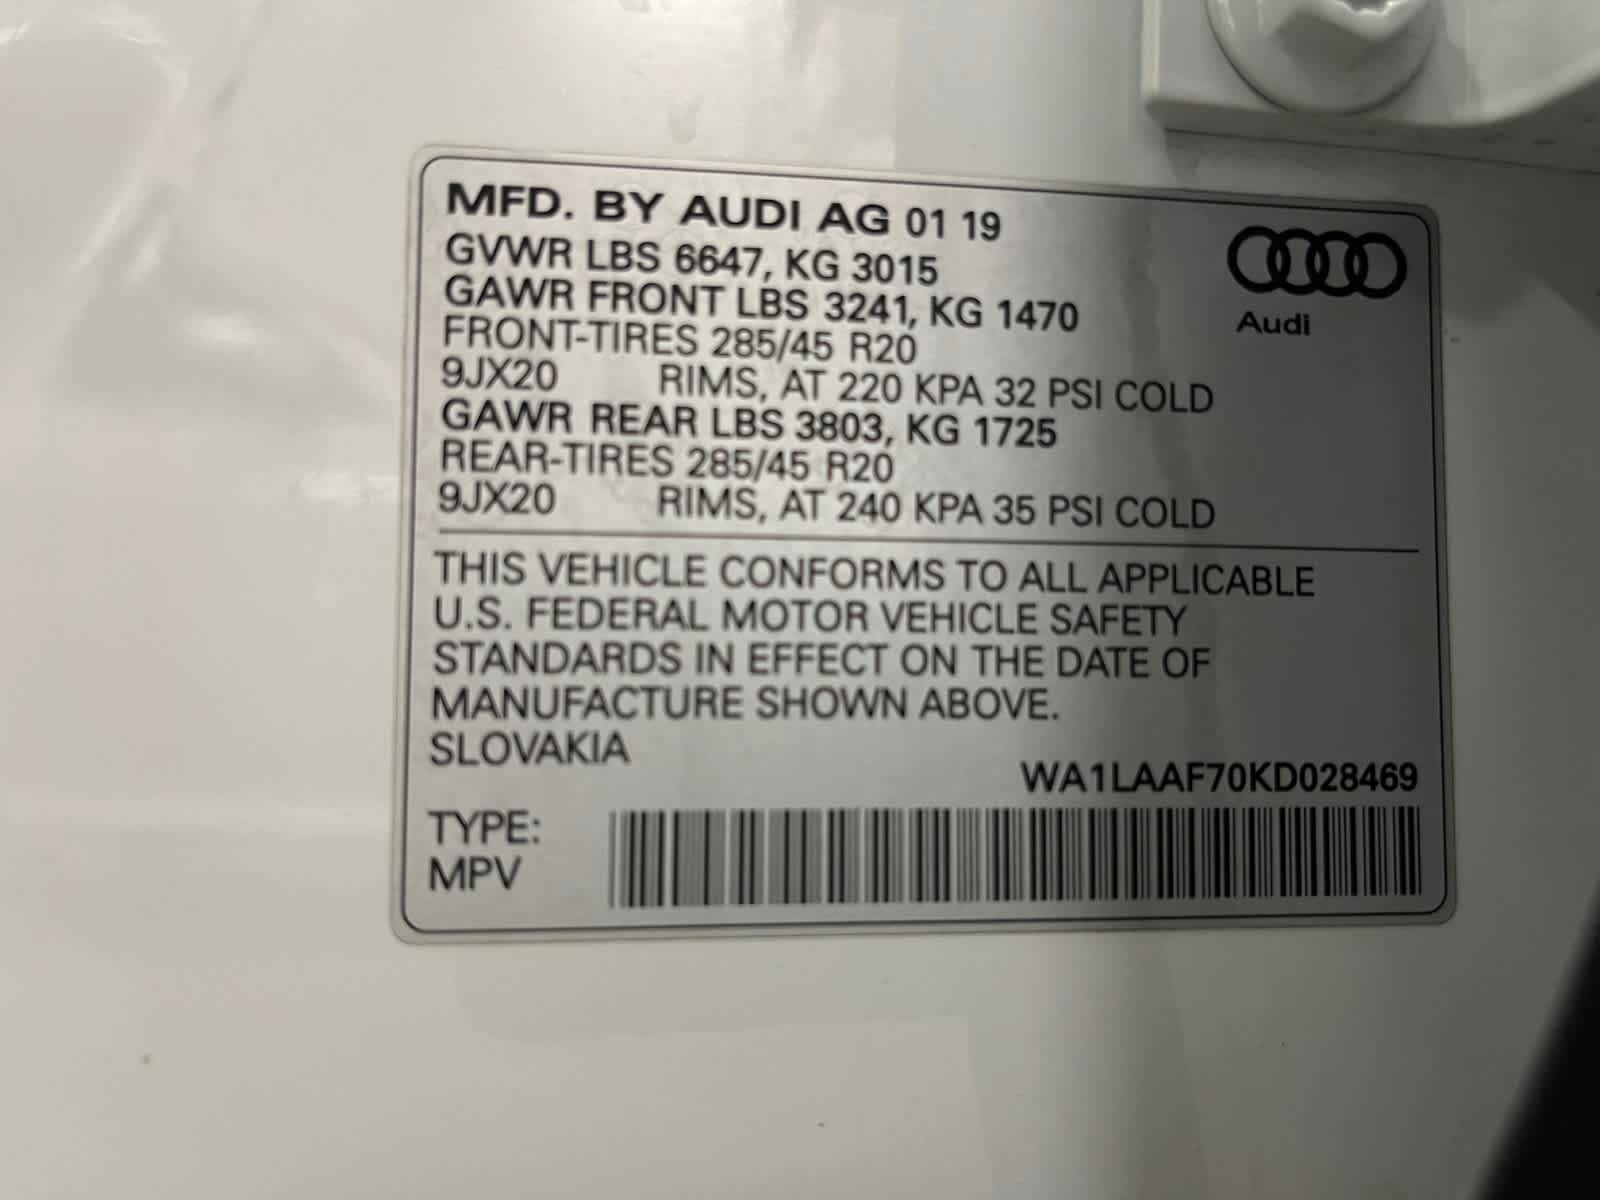 MFD. BY AUDI AG 01 19
GVWR LBS 6647, KG 3015
GAWR FRONT LBS 3241, KG 1470
FRONT-TIRES 285/45 R20
9JX20 RIMS, AT 220 KPA 32 PSI COLD
GAWR REAR LBS 3803, KG 1725
REAR-TIRES 285/45 R20
9JX20 RIMS, AT 240 KPA 35 PSI COLD
Audi
THIS VEHICLE CONFORMS TO ALL APPLICABLE
U.S. FEDERAL MOTOR VEHICLE SAFETY
STANDARDS IN EFFECT ON THE DATE OF
MANUFACTURE SHOWN ABOVE.
SLOVAKIA
WA1LAAF70KD028469
TYPE:
MPV